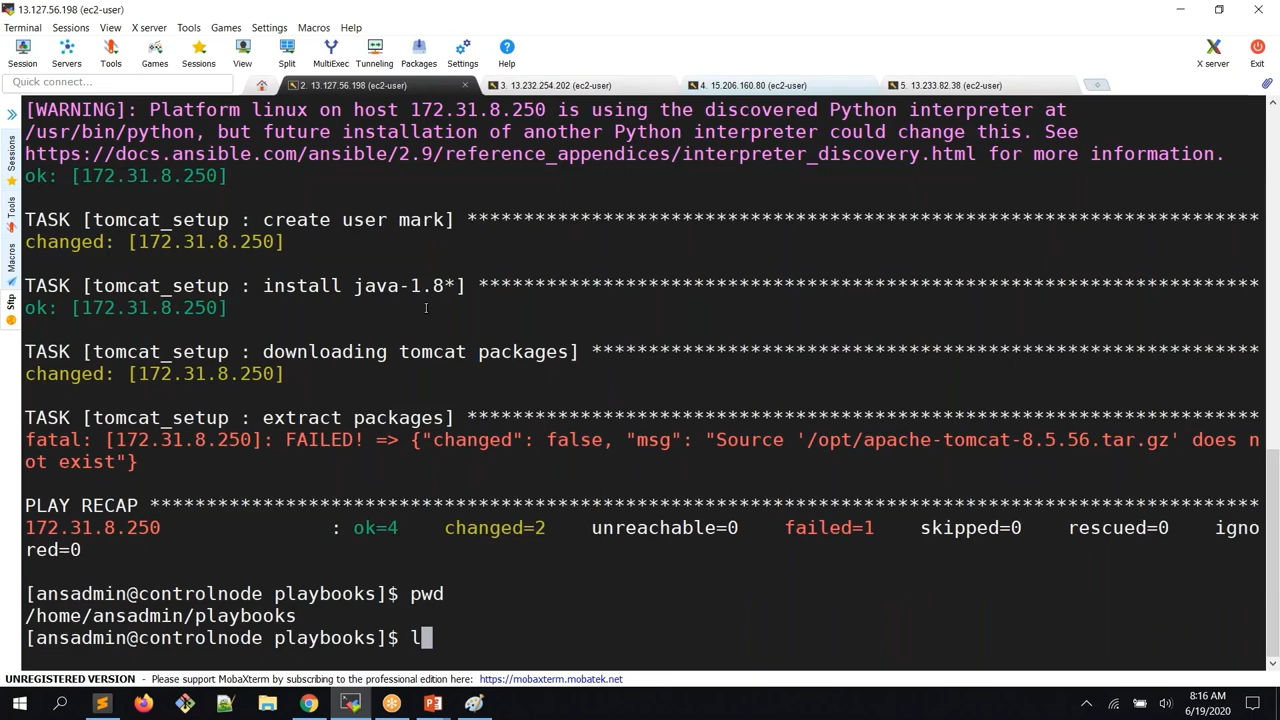 13.127.56.198 (ec2-user)
Terminal Sessions View X server Tools Games Settings Macros Help
Session Servers Tools Games Sessions View Split MultiExec Tunneling Packages Settings Help X server Exit
Quick connect... 2. 13.127.56.198 (ec2-user) 3. 13.232.254.202 (ec2-user) 4. 15.206.160.80 (ec2-user) 5. 13.233.82.38 (ec2-user)
Sessions
Tools
Macros
Sftp
[WARNING]: Platform linux on host 172.31.8.250 is using the discovered Python interpreter at
/usr/bin/python, but future installation of another Python interpreter could change this. See
https://docs.ansible.com/ansible/2.9/reference_appendices/interpreter_discovery.html for more information.
ok: [172.31.8.250]
TASK [tomcat_setup : create user mark] **********************************************************************
changed: [172.31.8.250]
TASK [tomcat_setup : install java-1.8*] *********************************************************************
ok: [172.31.8.250]
TASK [tomcat_setup : downloading tomcat packages] ***********************************************************
changed: [172.31.8.250]
TASK [tomcat_setup : extract packages] **********************************************************************
fatal: [172.31.8.250]: FAILED! => {"changed": false, "msg": "Source '/opt/apache-tomcat-8.5.56.tar.gz' does n
ot exist"}
PLAY RECAP **************************************************************************************************
172.31.8.250 : ok=4 changed=2 unreachable=0 failed=1 skipped=0 rescued=0 igno
red=0
[ansadmin@controlnode playbooks]$ pwd
/home/ansadmin/playbooks
[ansadmin@controlnode playbooks]$ l
UNREGISTERED VERSION - Please support MobaXterm by subscribing to the professional edition here: https://mobaxterm.mobatek.net
8:16 AM
6/19/2020